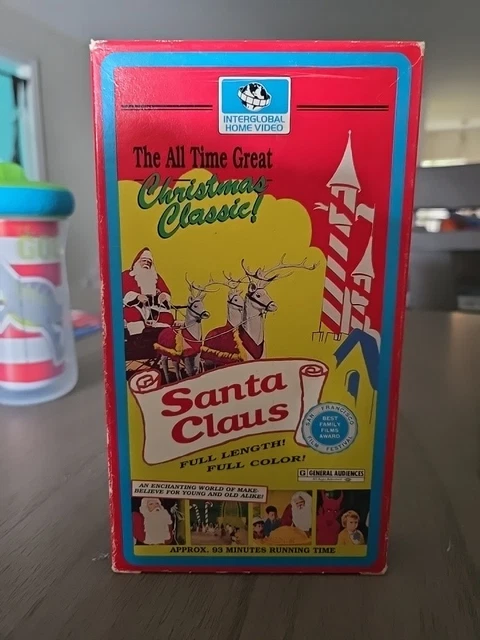 INTERGLOBAL
HOME VIDEO
The All Time Great
Christmas
Classic!
Santa
Claus
FULL LENGTH!
FULL COLOR!
SAN FRANCISCO
BEST
FAMILY
FILMS
AWARD
FILM FESTIVAL
G GENERAL AUDIENCES
AN ENCHANTING WORLD OF MAKE-
BELIEVE FOR YOUNG AND OLD ALIKE!
APPROX. 93 MINUTES RUNNING TIME